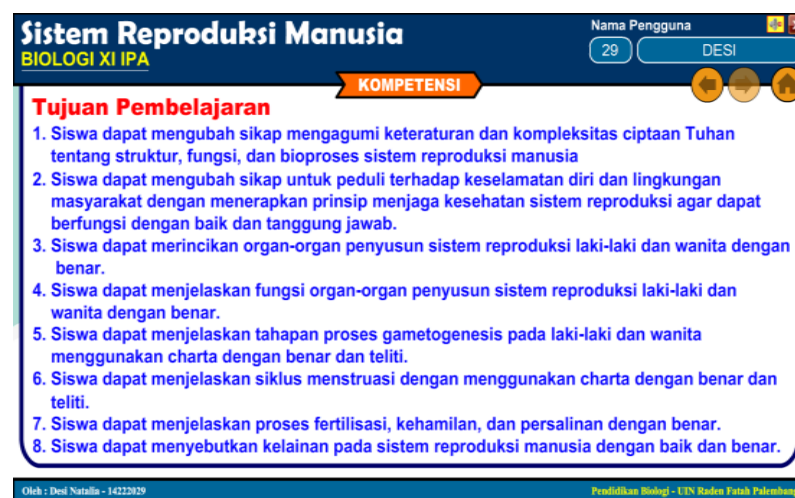 Sistem Reproduksi Manusia
BIOLOGI XI IPA
Nama Pengguna
29 DESI
KOMPETENSI
Tujuan Pembelajaran
1. Siswa dapat mengubah sikap mengagumi keteraturan dan kompleksitas ciptaan Tuhan
tentang struktur, fungsi, dan bioproses sistem reproduksi manusia
2. Siswa dapat mengubah sikap untuk peduli terhadap keselamatan diri dan lingkungan
masyarakat dengan menerapkan prinsip menjaga kesehatan sistem reproduksi agar dapat
berfungsi dengan baik dan tanggung jawab.
3. Siswa dapat merincikan organ-organ penyusun sistem reproduksi laki-laki dan wanita dengan
benar.
4. Siswa dapat menjelaskan fungsi organ-organ penyusun sistem reproduksi laki-laki dan
wanita dengan benar.
5. Siswa dapat menjelaskan tahapan proses gametogenesis pada laki-laki dan wanita
menggunakan charta dengan benar dan teliti.
6. Siswa dapat menjelaskan siklus menstruasi dengan menggunakan charta dengan benar dan
teliti.
7. Siswa dapat menjelaskan proses fertilisasi, kehamilan, dan persalinan dengan benar.
8. Siswa dapat menyebutkan kelainan pada sistem reproduksi manusia dengan baik dan benar.
Oleh : Desi Natalia - 14222029
Pendidikan Biologi - UIN Raden Fatah Palembang